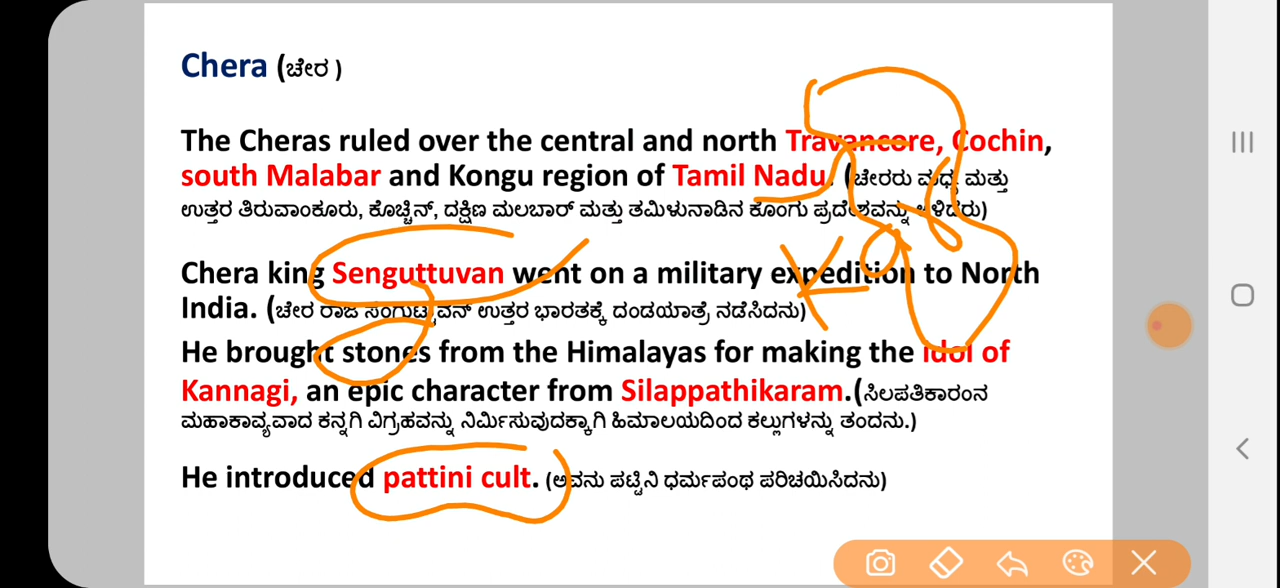 Chera (ಚೇರ )
The Cheras ruled over the central and north Travancore, Cochin,
south Malabar and Kongu region of Tamil Nadu. (ಚೇರರು ಮಧ್ಯ ಮತ್ತು
ಉತ್ತರ ತಿರುವಾಂಕೂರು, ಕೊಚ್ಚಿನ್, ದಕ್ಷಿಣ ಮಲಬಾರ್ ಮತ್ತು ತಮಿಳುನಾಡಿನ ಕೊಂಗು ಪ್ರದೇಶವನ್ನು ಆಳಿದರು)
Chera king Senguttuvan went on a military expedition to North
India. (ಚೇರ ರಾಜ ಸೆಂಗುಟ್ಟುವನ್ ಉತ್ತರ ಭಾರತಕ್ಕೆ ದಂಡಯಾತ್ರೆ ನಡೆಸಿದನು)
He brought stones from the Himalayas for making the idol of
Kannagi, an epic character from Silappathikaram.(ಸಿಲಪತಿಕಾರಂನ
ಮಹಾಕಾವ್ಯವಾದ ಕನ್ನಗಿ ವಿಗ್ರಹವನ್ನು ನಿರ್ಮಿಸುವುದಕ್ಕಾಗಿ ಹಿಮಾಲಯದಿಂದ ಕಲ್ಲುಗಳನ್ನು ತಂದನು.)
He introduced pattini cult. (ಅವನು ಪಟ್ಟಿನಿ ಧರ್ಮಪಂಥ ಪರಿಚಯಿಸಿದನು)